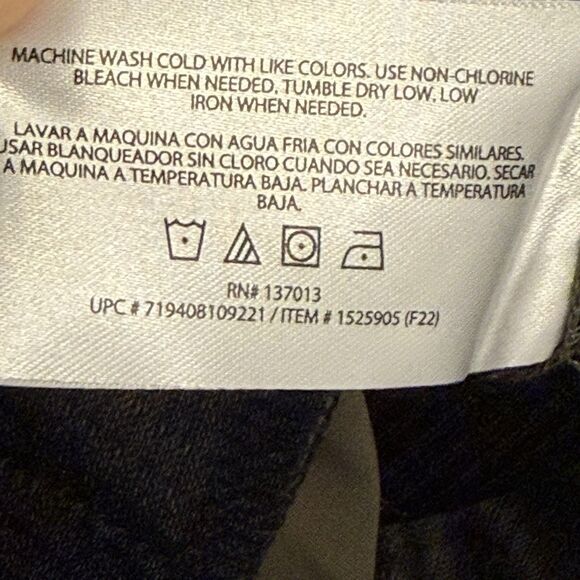 MACHINE WASH COLD WITH LIKE COLORS. USE NON-CHLORINE
BLEACH WHEN NEEDED. TUMBLE DRY LOW. LOW
IRON WHEN NEEDED.
LAVAR A MAQUINA CON AGUA FRIA CON COLORES SIMILARES.
USAR BLANQUEADOR SIN CLORO CUANDO SEA NECESARIO. SECAR
A MAQUINA A TEMPERATURA BAJA. PLANCHAR A TEMPERATURA
BAJA.
RN# 137013
UPC # 719408109221 / ITEM # 1525905 (F22)